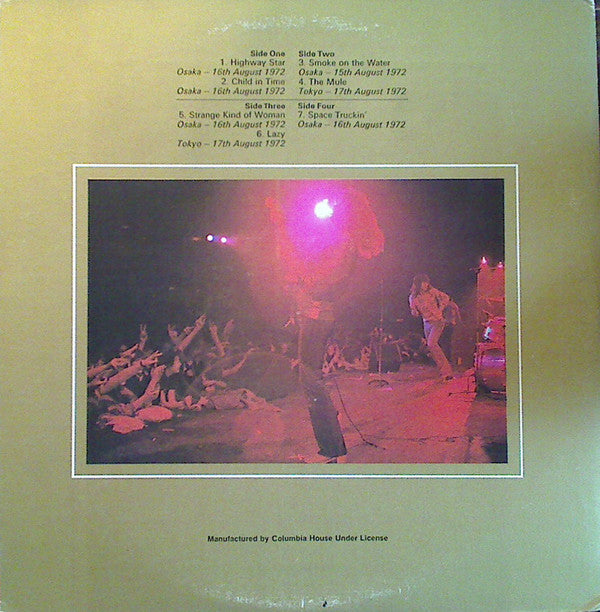 Side One
1. Highway Star
Osaka – 16th August 1972
2. Child in Time
Osaka – 16th August 1972
Side Two
3. Smoke on the Water
Osaka – 15th August 1972
4. The Mule
Tokyo – 17th August 1972
Side Three
5. Strange Kind of Woman
Osaka – 16th August 1972
6. Lazy
Tokyo – 17th August 1972
Side Four
7. Space Truckin'
Osaka – 16th August 1972
Manufactured by Columbia House Under License